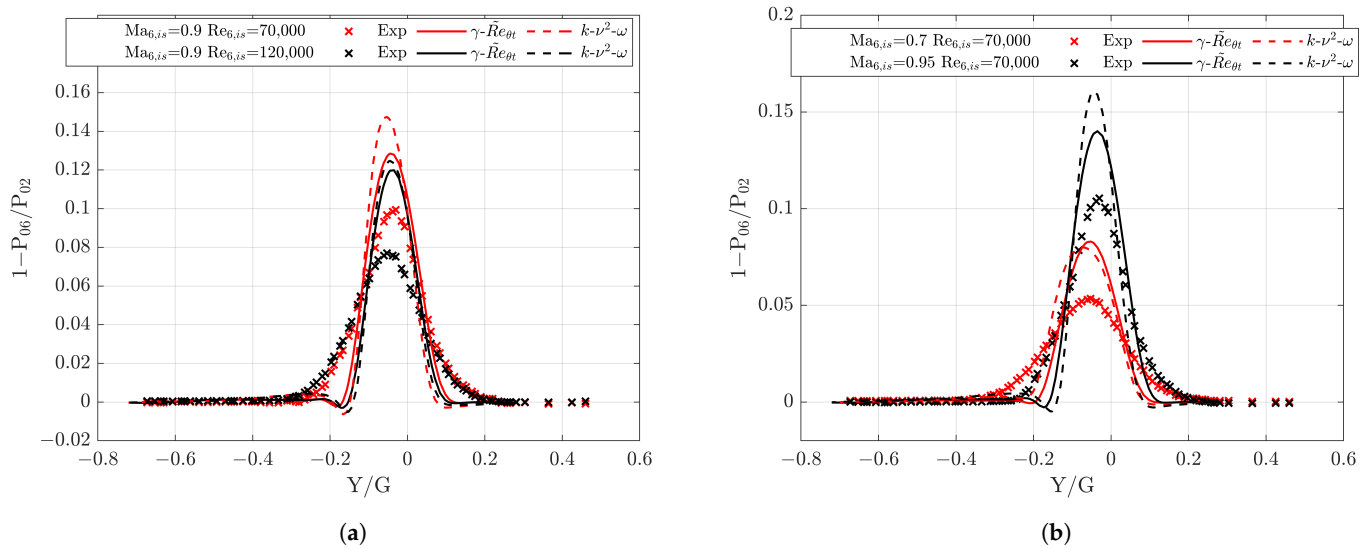 Ma6,is=0.9 Re6,is=70,000 × Exp γ-R̃eθt k-ν²-ω
Ma6,is=0.9 Re6,is=120,000 × Exp γ-R̃eθt k-ν²-ω
0.16
0.14
0.12
0.1
0.08
0.06
0.04
0.02
0
−0.02
−0.8 −0.6 −0.4 −0.2 0 0.2 0.4 0.6
1−P06/P02
Y/G
(a)
Ma6,is=0.7 Re6,is=70,000 × Exp γ-R̃eθt k-ν²-ω
Ma6,is=0.95 Re6,is=70,000 × Exp γ-R̃eθt k-ν²-ω
0.2
0.15
0.1
0.05
0
−0.8 −0.6 −0.4 −0.2 0 0.2 0.4 0.6
1−P06/P02
Y/G
(b)